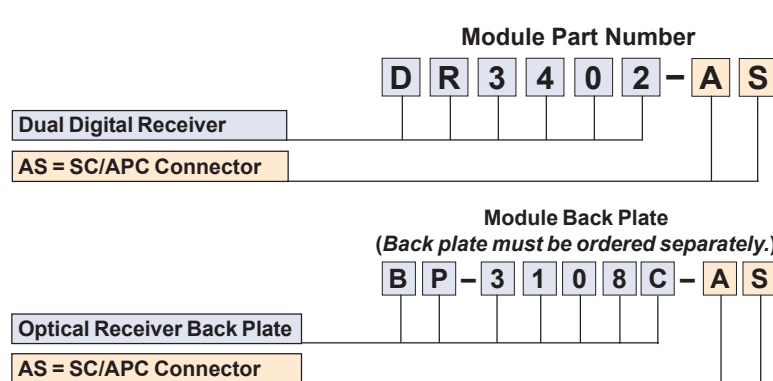 Module Part Number
D R 3 4 0 2 – A S
Dual Digital Receiver
AS = SC/APC Connector
Module Back Plate
(Back plate must be ordered separately.)
B P – 3 1 0 8 C – A S
Optical Receiver Back Plate
AS = SC/APC Connector